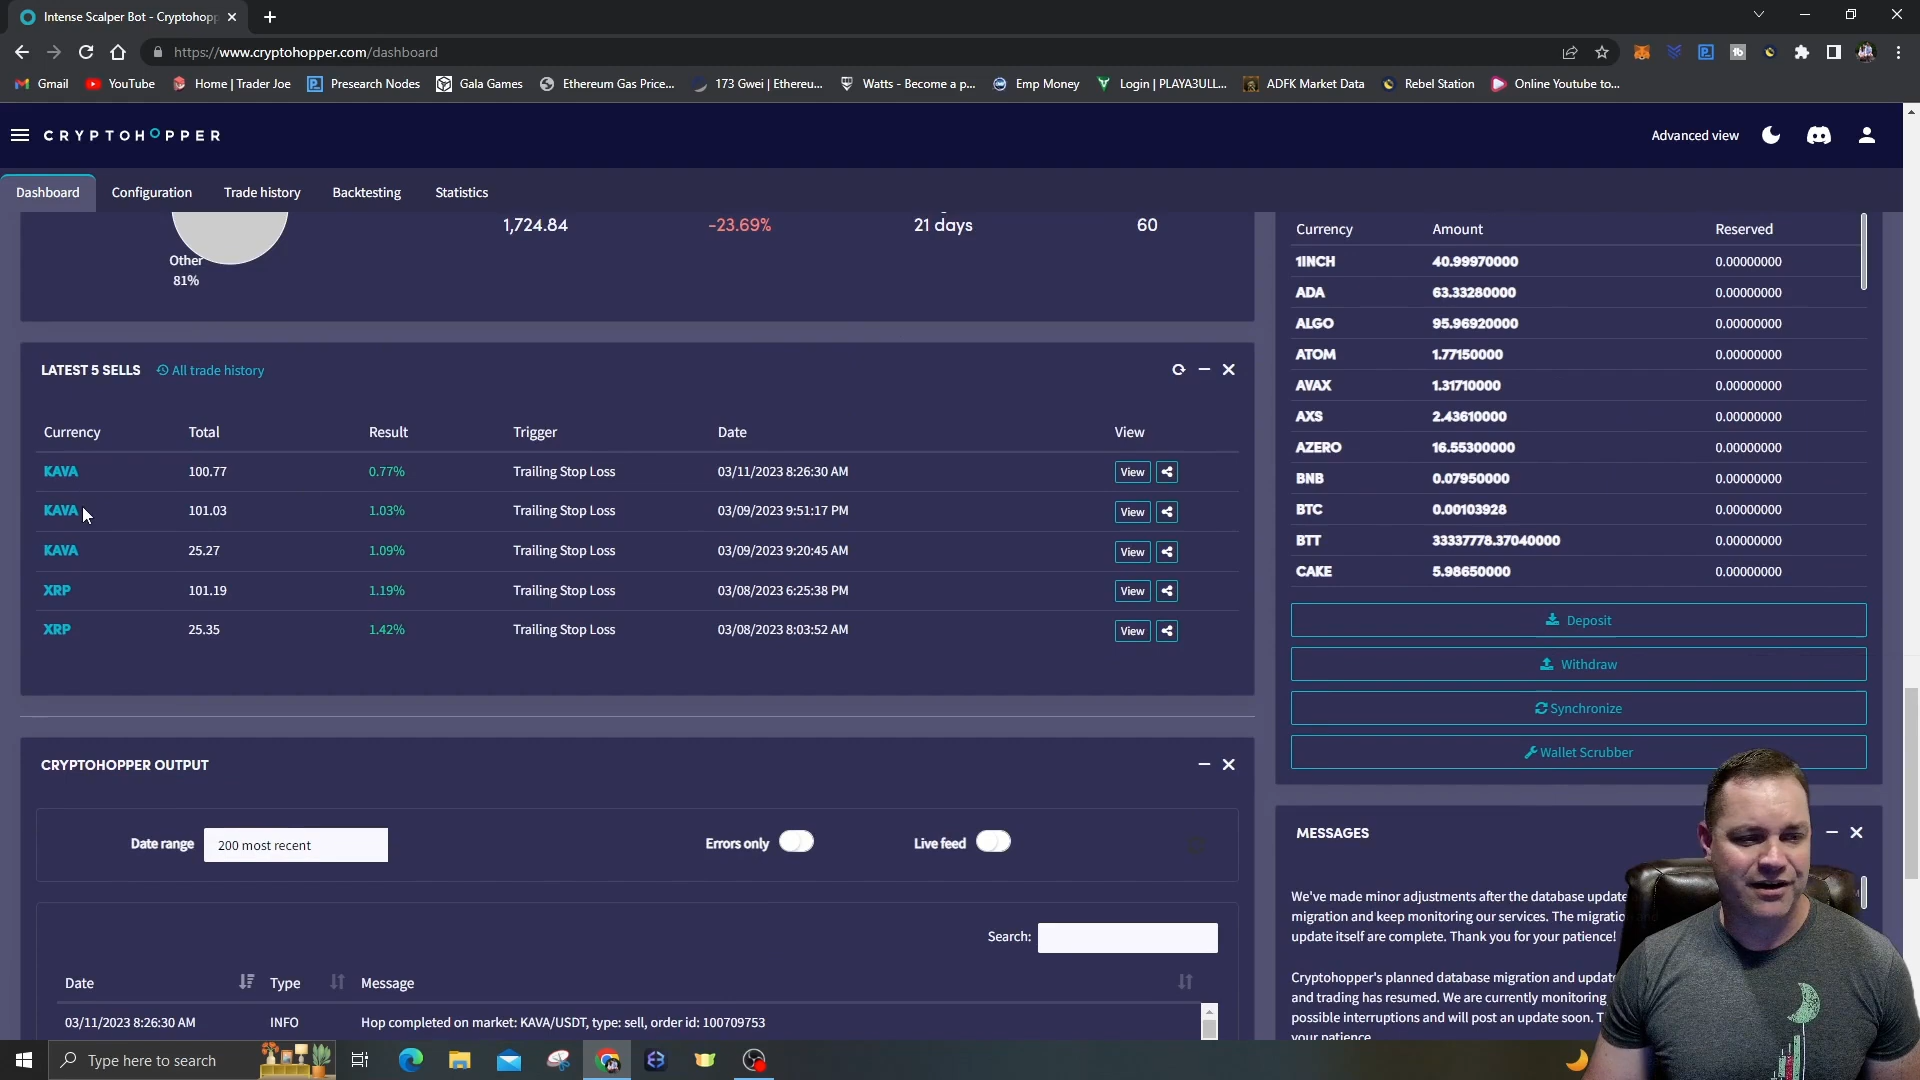 Intense Scalper Bot - Cryptohopp
https://www.cryptohopper.com/dashboard
Gmail
YouTube
Home | Trader Joe
Presearch Nodes
Gala Games
Ethereum Gas Price...
173 Gwei | Ethereu...
Watts - Become a p...
Emp Money
Login | PLAYA3ULL...
ADFK Market Data
Rebel Station
Online Youtube to...
CRYPTOHOPPER
Advanced view
Dashboard
Configuration
Trade history
Backtesting
Statistics
1,724.84
-23.69%
21 days
60
Other
81%
LATEST 5 SELLS
All trade history
Currency Total Result Trigger Date View
KAVA 100.77 0.77% Trailing Stop Loss 03/11/2023 8:26:30 AM View
KAVA 101.03 1.03% Trailing Stop Loss 03/09/2023 9:51:17 PM View
KAVA 25.27 1.09% Trailing Stop Loss 03/09/2023 9:20:45 AM View
XRP 101.19 1.19% Trailing Stop Loss 03/08/2023 6:25:38 PM View
XRP 25.35 1.42% Trailing Stop Loss 03/08/2023 8:03:52 AM View
CRYPTOHOPPER OUTPUT
Date range 200 most recent Errors only Live feed
Search:
Date Type Message
03/11/2023 8:26:30 AM INFO Hop completed on market: KAVA/USDT, type: sell, order id: 100709753
Currency Amount Reserved
1INCH 40.99970000 0.00000000
ADA 63.33280000 0.00000000
ALGO 95.96920000 0.00000000
ATOM 1.77150000 0.00000000
AVAX 1.31710000 0.00000000
AXS 2.43610000 0.00000000
AZERO 16.55300000 0.00000000
BNB 0.07950000 0.00000000
BTC 0.00103928 0.00000000
BTT 33337778.37040000 0.00000000
CAKE 5.98650000 0.00000000
Deposit
Withdraw
Synchronize
Wallet Scrubber
MESSAGES
We've made minor adjustments after the database update
migration and keep monitoring our services. The migration
update itself are complete. Thank you for your patience!
Cryptohopper's planned database migration and update
and trading has resumed. We are currently monitoring
possible interruptions and will post an update soon.
your patience
Type here to search